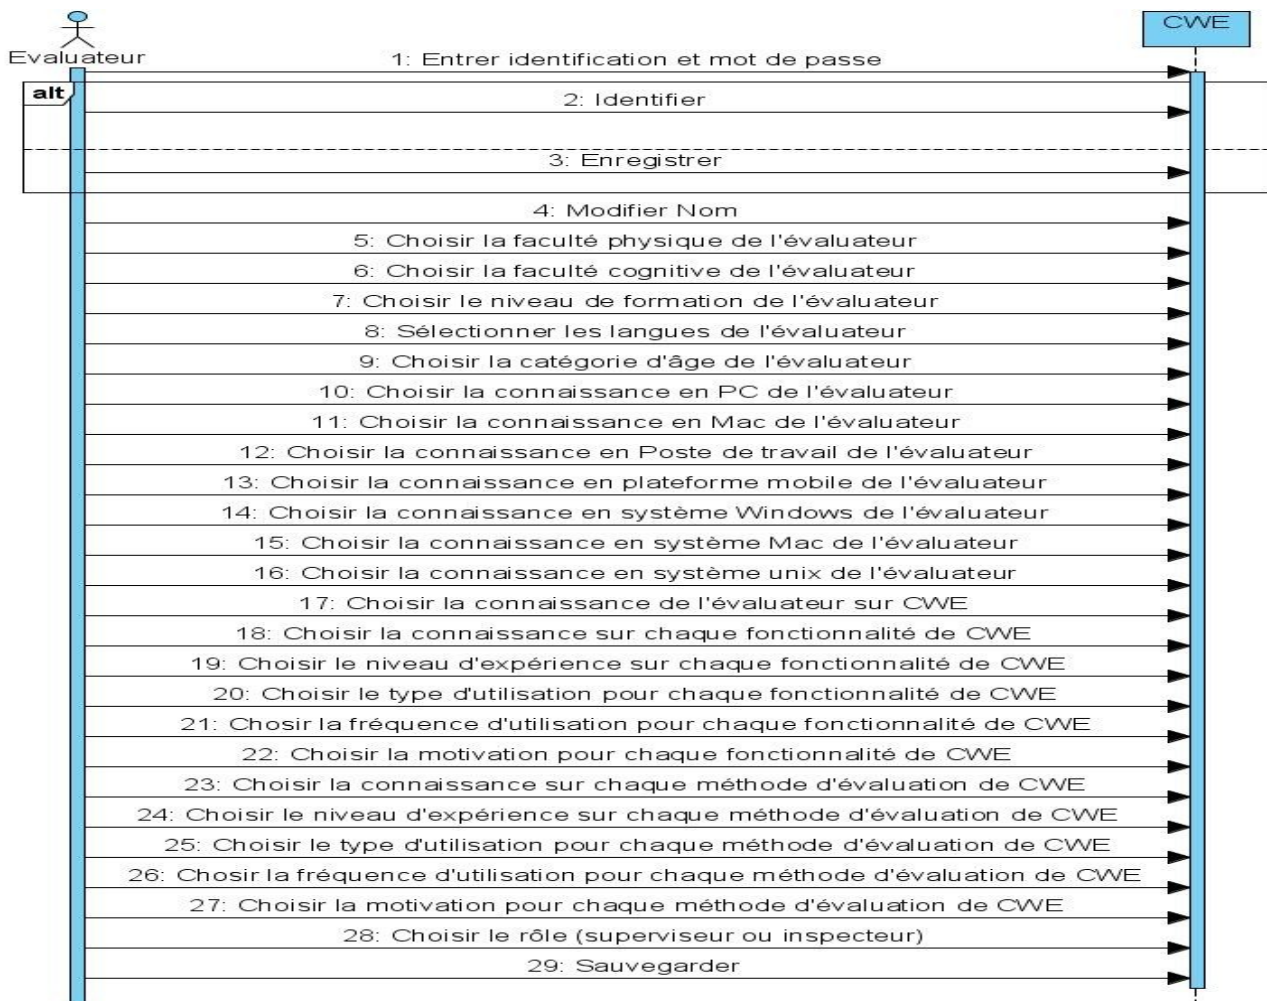 CWE
Evaluateur
1: Entrer identification et mot de passe
alt
2: Identifier
3: Enregistrer
4: Modifier Nom
5: Choisir la faculté physique de l'évaluateur
6: Choisir la faculté cognitive de l'évaluateur
7: Choisir le niveau de formation de l'évaluateur
8: Sélectionner les langues de l'évaluateur
9: Choisir la catégorie d'âge de l'évaluateur
10: Choisir la connaissance en PC de l'évaluateur
11: Choisir la connaissance en Mac de l'évaluateur
12: Choisir la connaissance en Poste de travail de l'évaluateur
13: Choisir la connaissance en plateforme mobile de l'évaluateur
14: Choisir la connaissance en système Windows de l'évaluateur
15: Choisir la connaissance en système Mac de l'évaluateur
16: Choisir la connaissance en système unix de l'évaluateur
17: Choisir la connaissance de l'évaluateur sur CWE
18: Choisir la connaissance sur chaque fonctionnalité de CWE
19: Choisir le niveau d'expérience sur chaque fonctionnalité de CWE
20: Choisir le type d'utilisation pour chaque fonctionnalité de CWE
21: Chosir la fréquence d'utilisation pour chaque fonctionnalité de CWE
22: Choisir la motivation pour chaque fonctionnalité de CWE
23: Choisir la connaissance sur chaque méthode d'évaluation de CWE
24: Choisir le niveau d'expérience sur chaque méthode d'évaluation de CWE
25: Choisir le type d'utilisation pour chaque méthode d'évaluation de CWE
26: Chosir la fréquence d'utilisation pour chaque méthode d'évaluation de CWE
27: Choisir la motivation pour chaque méthode d'évaluation de CWE
28: Choisir le rôle (superviseur ou inspecteur)
29: Sauvegarder